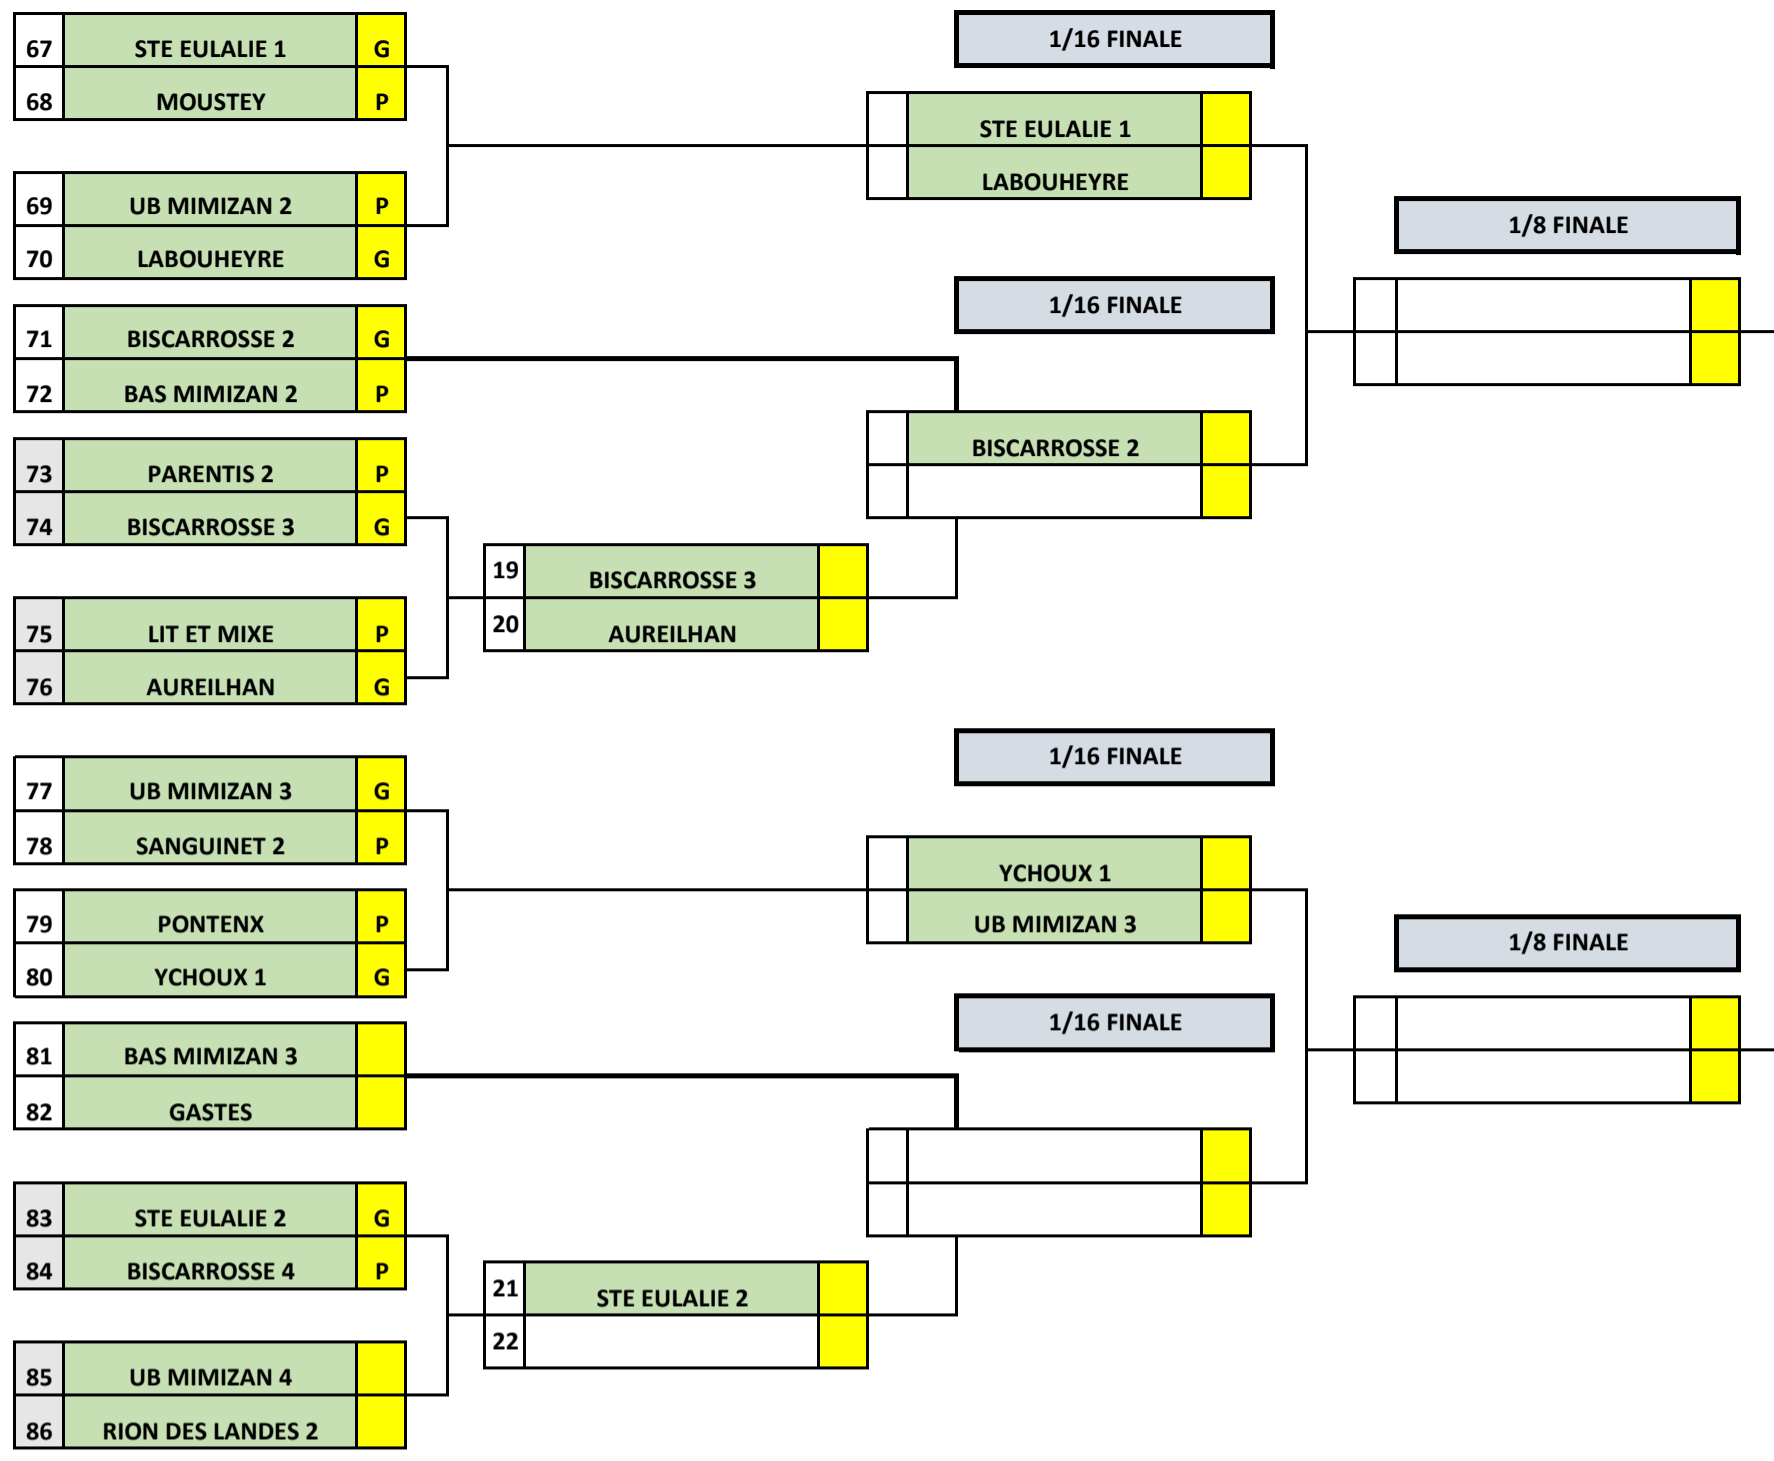 67 STE EULALIE 1 G
68 MOUSTEY P
69 UB MIMIZAN 2 P
70 LABOUHEYRE G
71 BISCARROSSE 2 G
72 BAS MIMIZAN 2 P
73 PARENTIS 2 P
74 BISCARROSSE 3 G
75 LIT ET MIXE P
76 AUREILHAN G
77 UB MIMIZAN 3 G
78 SANGUINET 2 P
79 PONTENX P
80 YCHOUX 1 G
81 BAS MIMIZAN 3
82 GASTES
83 STE EULALIE 2 G
84 BISCARROSSE 4 P
85 UB MIMIZAN 4
86 RION DES LANDES 2
19 BISCARROSSE 3
20 AUREILHAN
21 STE EULALIE 2
22
1/16 FINALE
STE EULALIE 1
LABOUHEYRE
1/16 FINALE
BISCARROSSE 2
1/16 FINALE
YCHOUX 1
UB MIMIZAN 3
1/16 FINALE
1/8 FINALE
1/8 FINALE